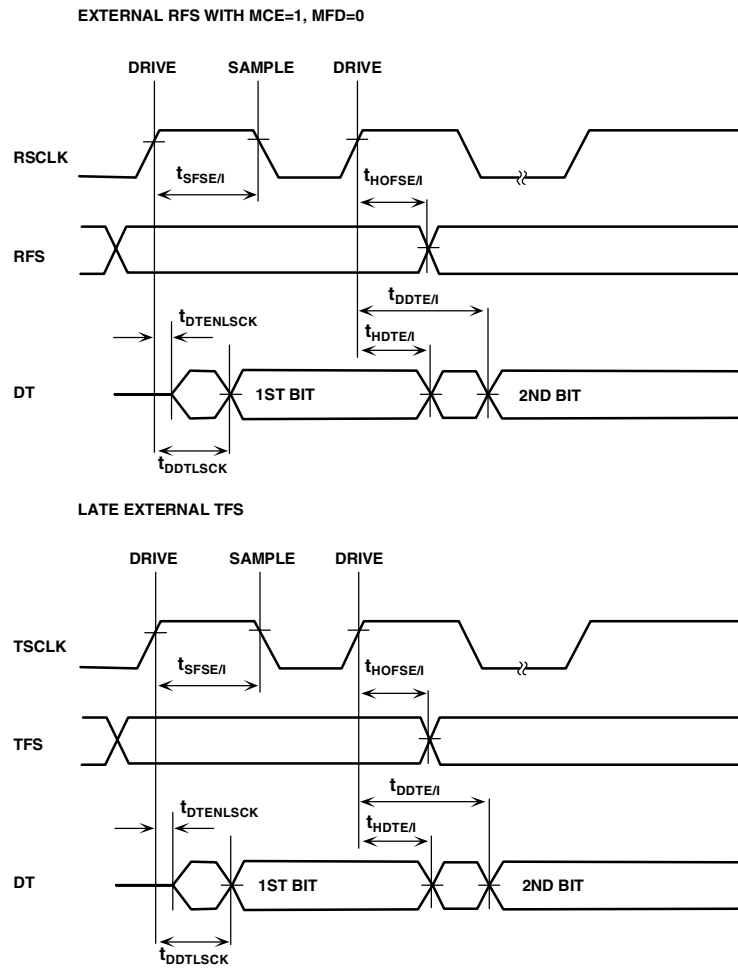 EXTERNAL RFS WITH MCE=1, MFD=0
DRIVE SAMPLE DRIVE
RSCLK
tSFSE/I
tHOFSE/I
RFS
tDDTE/I
tDTENLSCK
tHDTE/I
DT
1ST BIT
2ND BIT
tDDTLSCK
LATE EXTERNAL TFS
DRIVE SAMPLE DRIVE
TSCLK
tSFSE/I
tHOFSE/I
TFS
tDDTE/I
tDTENLSCK
tHDTE/I
DT
1ST BIT
2ND BIT
tDDTLSCK